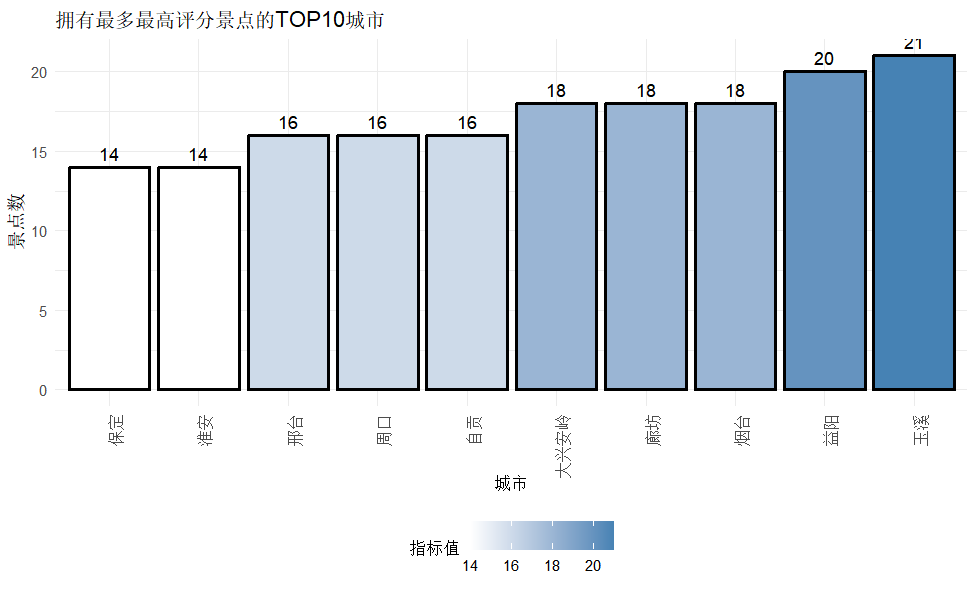 拥有最多最高评分景点的TOP10城市
景点数
20
15
10
5
0
14
14
16
16
16
18
18
18
20
21
保定
淮安
邢台
周口
自贡
大兴安岭
廊坊
烟台
益阳
玉溪
城市
指标值
14 16 18 20